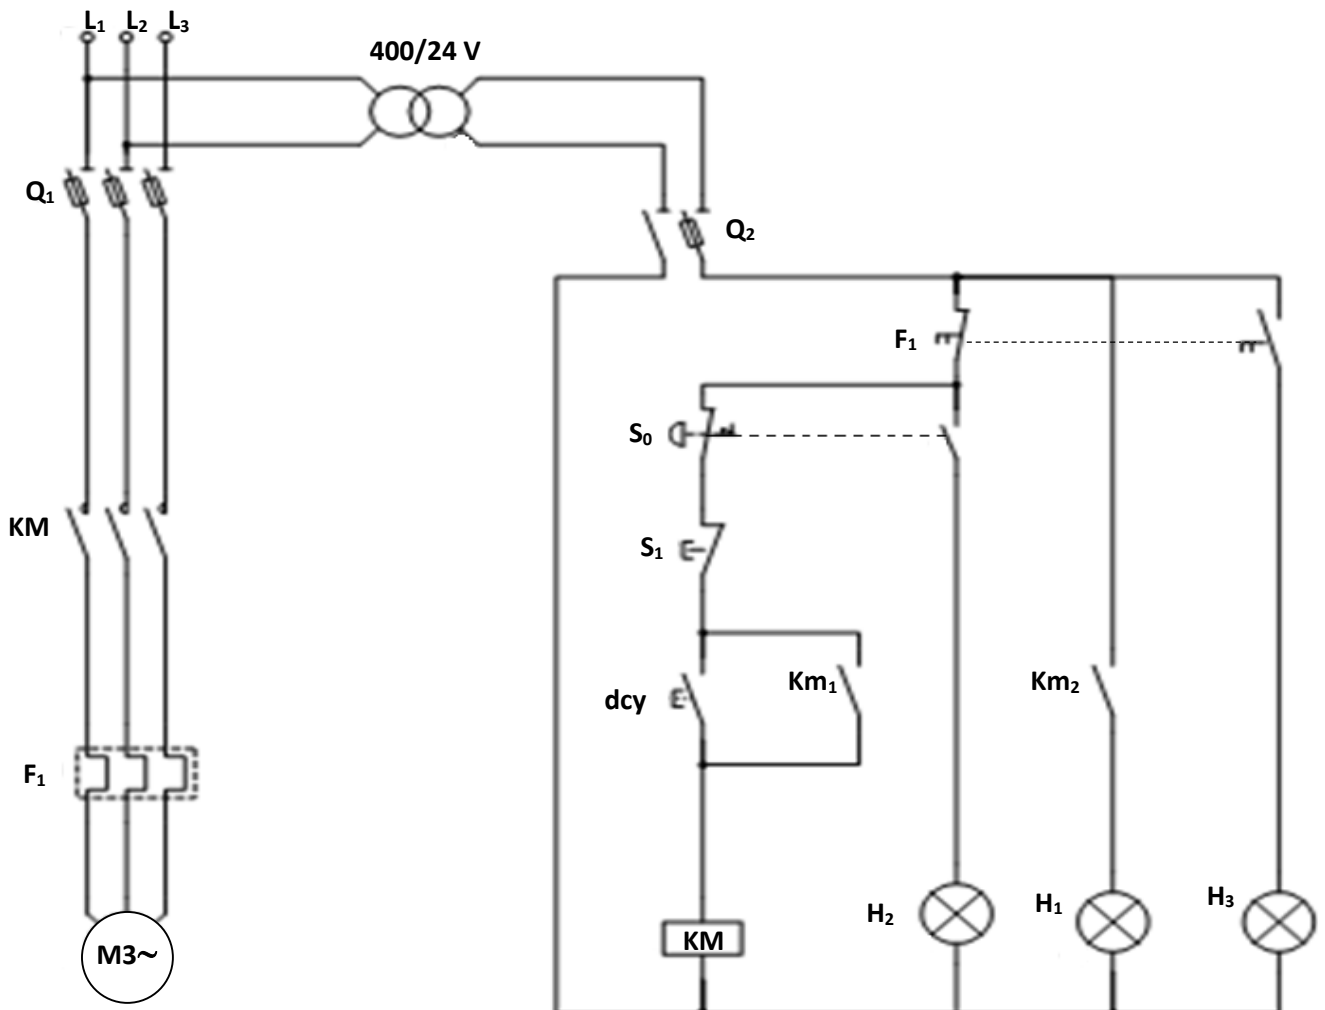 L₁ L₂ L₃
400/24 V
Q₁
Q₂
F₁
S₀
KM
S₁
dcy
Km₁
Km₂
F₁
H₂
H₁
H₃
KM
M3~